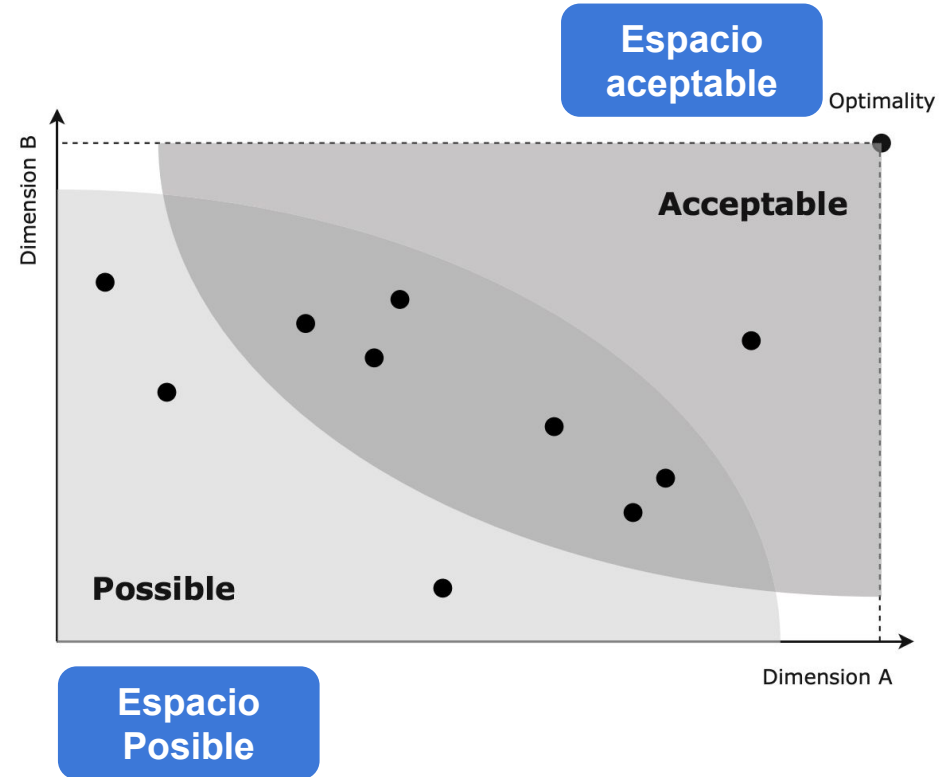 Espacio
aceptable
Optimality
Dimension B
Acceptable
Possible
Dimension A
Espacio
Posible